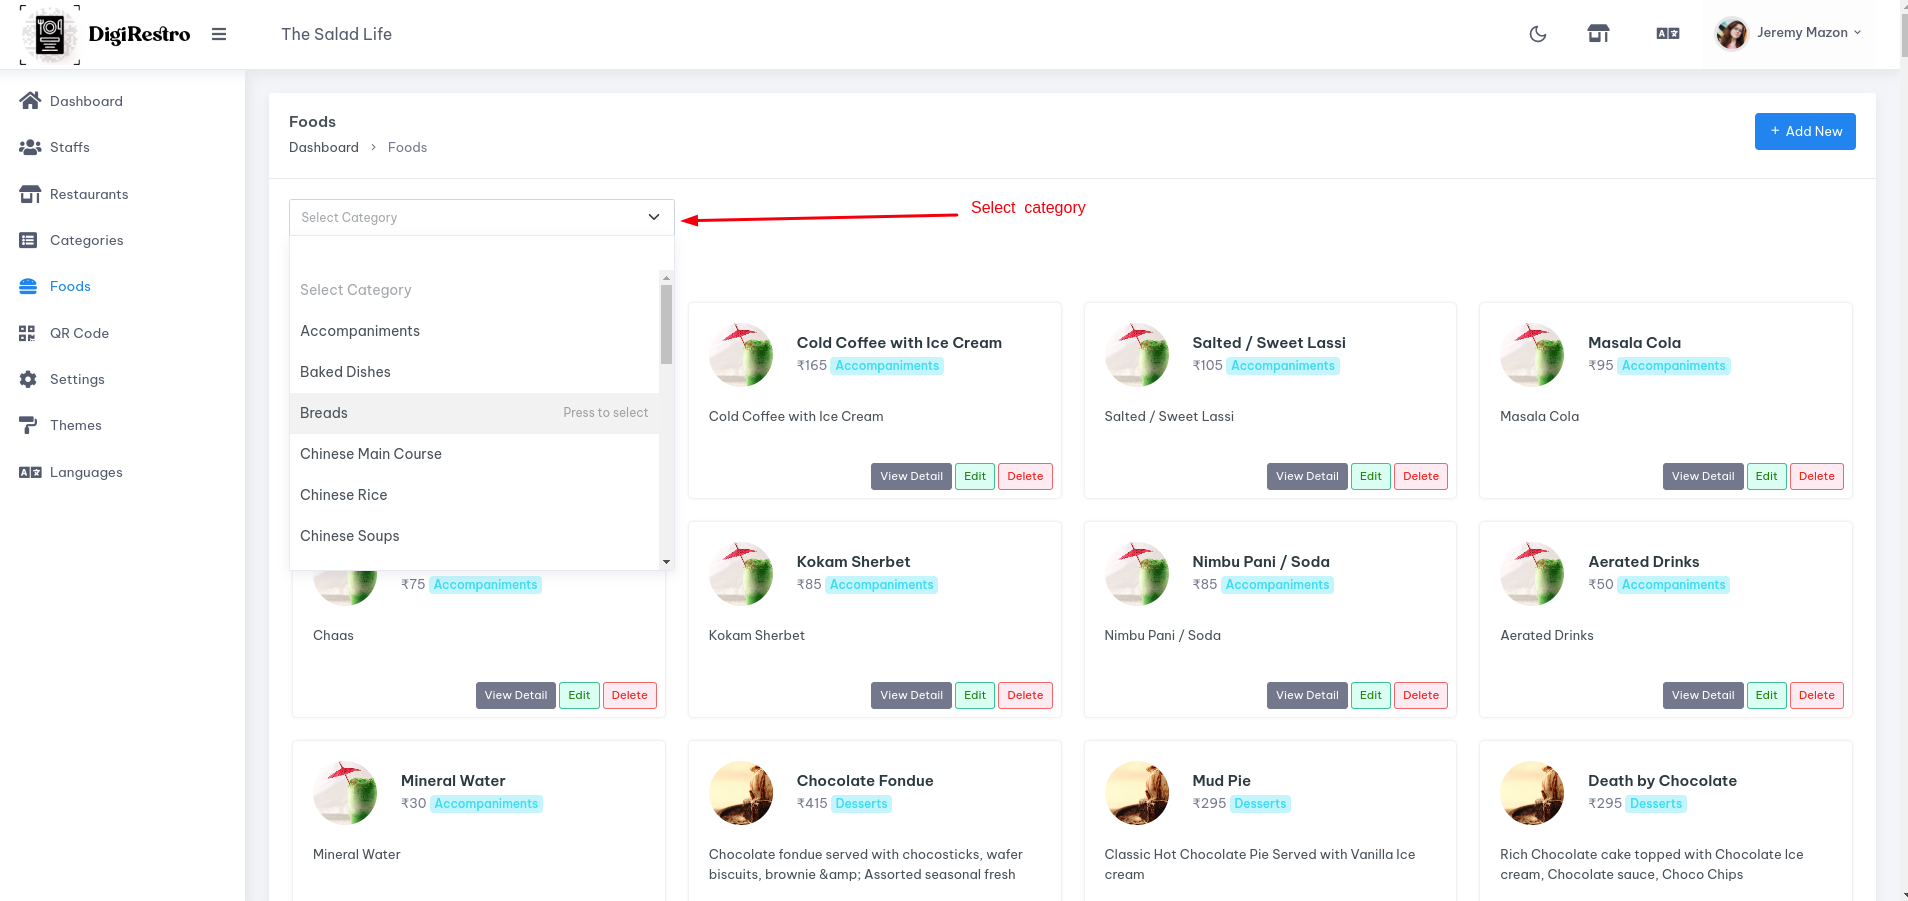 DigiRestro
The Salad Life
Jeremy Mazon
Dashboard
Staffs
Restaurants
Categories
Foods
QR Code
Settings
Themes
Languages
Foods
Dashboard > Foods
+ Add New
Select Category
Select category
Select Category
Accompaniments
Baked Dishes
Breads Press to select
Chinese Main Course
Chinese Rice
Chinese Soups
Cold Coffee with Ice Cream
₹165 Accompaniments
Cold Coffee with Ice Cream
View Detail Edit Delete
Salted / Sweet Lassi
₹105 Accompaniments
Salted / Sweet Lassi
View Detail Edit Delete
Masala Cola
₹95 Accompaniments
Masala Cola
View Detail Edit Delete
₹75 Accompaniments
Chaas
View Detail Edit Delete
Kokam Sherbet
₹85 Accompaniments
Kokam Sherbet
View Detail Edit Delete
Nimbu Pani / Soda
₹85 Accompaniments
Nimbu Pani / Soda
View Detail Edit Delete
Aerated Drinks
₹50 Accompaniments
Aerated Drinks
View Detail Edit Delete
Mineral Water
₹30 Accompaniments
Mineral Water
Chocolate Fondue
₹415 Desserts
Chocolate fondue served with chocosticks, wafer
biscuits, brownie &amp; Assorted seasonal fresh
Mud Pie
₹295 Desserts
Classic Hot Chocolate Pie Served with Vanilla Ice
cream
Death by Chocolate
₹295 Desserts
Rich Chocolate cake topped with Chocolate Ice
cream, Chocolate sauce, Choco Chips